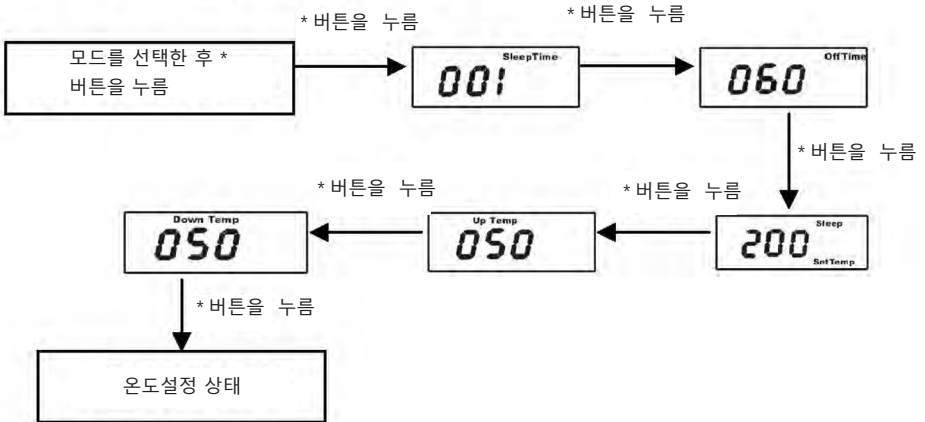 * 버튼을 누름
* 버튼을 누름
모드를 선택한 후 *
버튼을 누름
SleepTime
001
OffTime
060
* 버튼을 누름
* 버튼을 누름
* 버튼을 누름
Down Temp
050
Up Temp
050
Sleep
200
SetTemp
* 버튼을 누름
온도설정 상태